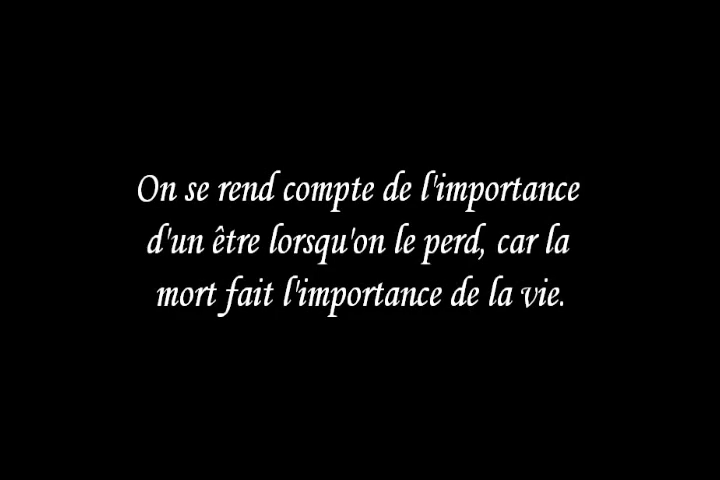 On se rend compte de l'importance
d'un être lorsqu'on le perd, car la
mort fait l'importance de la vie.